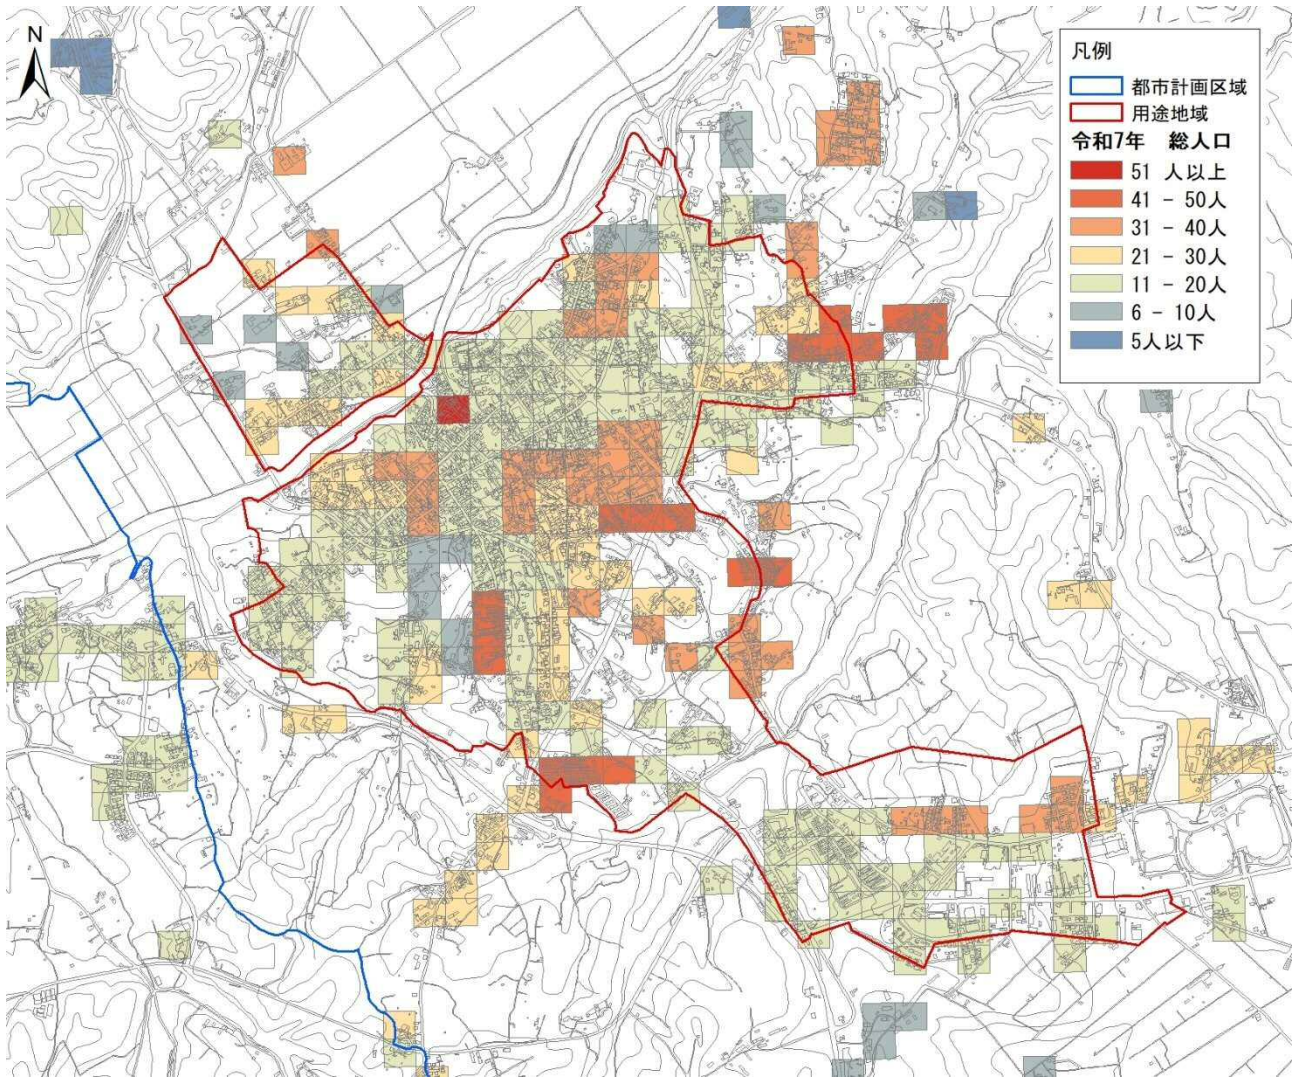 N
凡例
都市計画区域
用途地域
令和7年 総人口
51 人以上
41 - 50人
31 - 40人
21 - 30人
11 - 20人
6 - 10人
5人以下